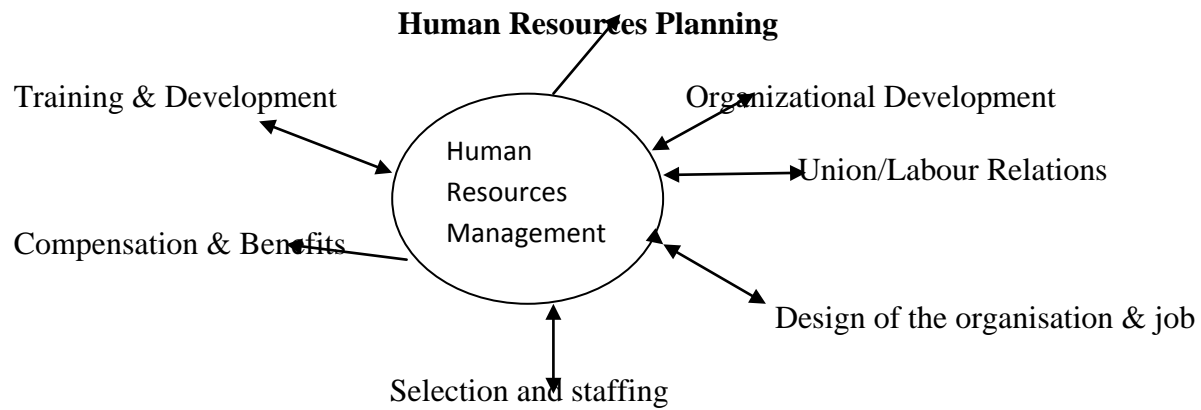 Human Resources Planning
Training & Development
Organizational Development
Human
Resources
Management
Union/Labour Relations
Compensation & Benefits
Design of the organisation & job
Selection and staffing